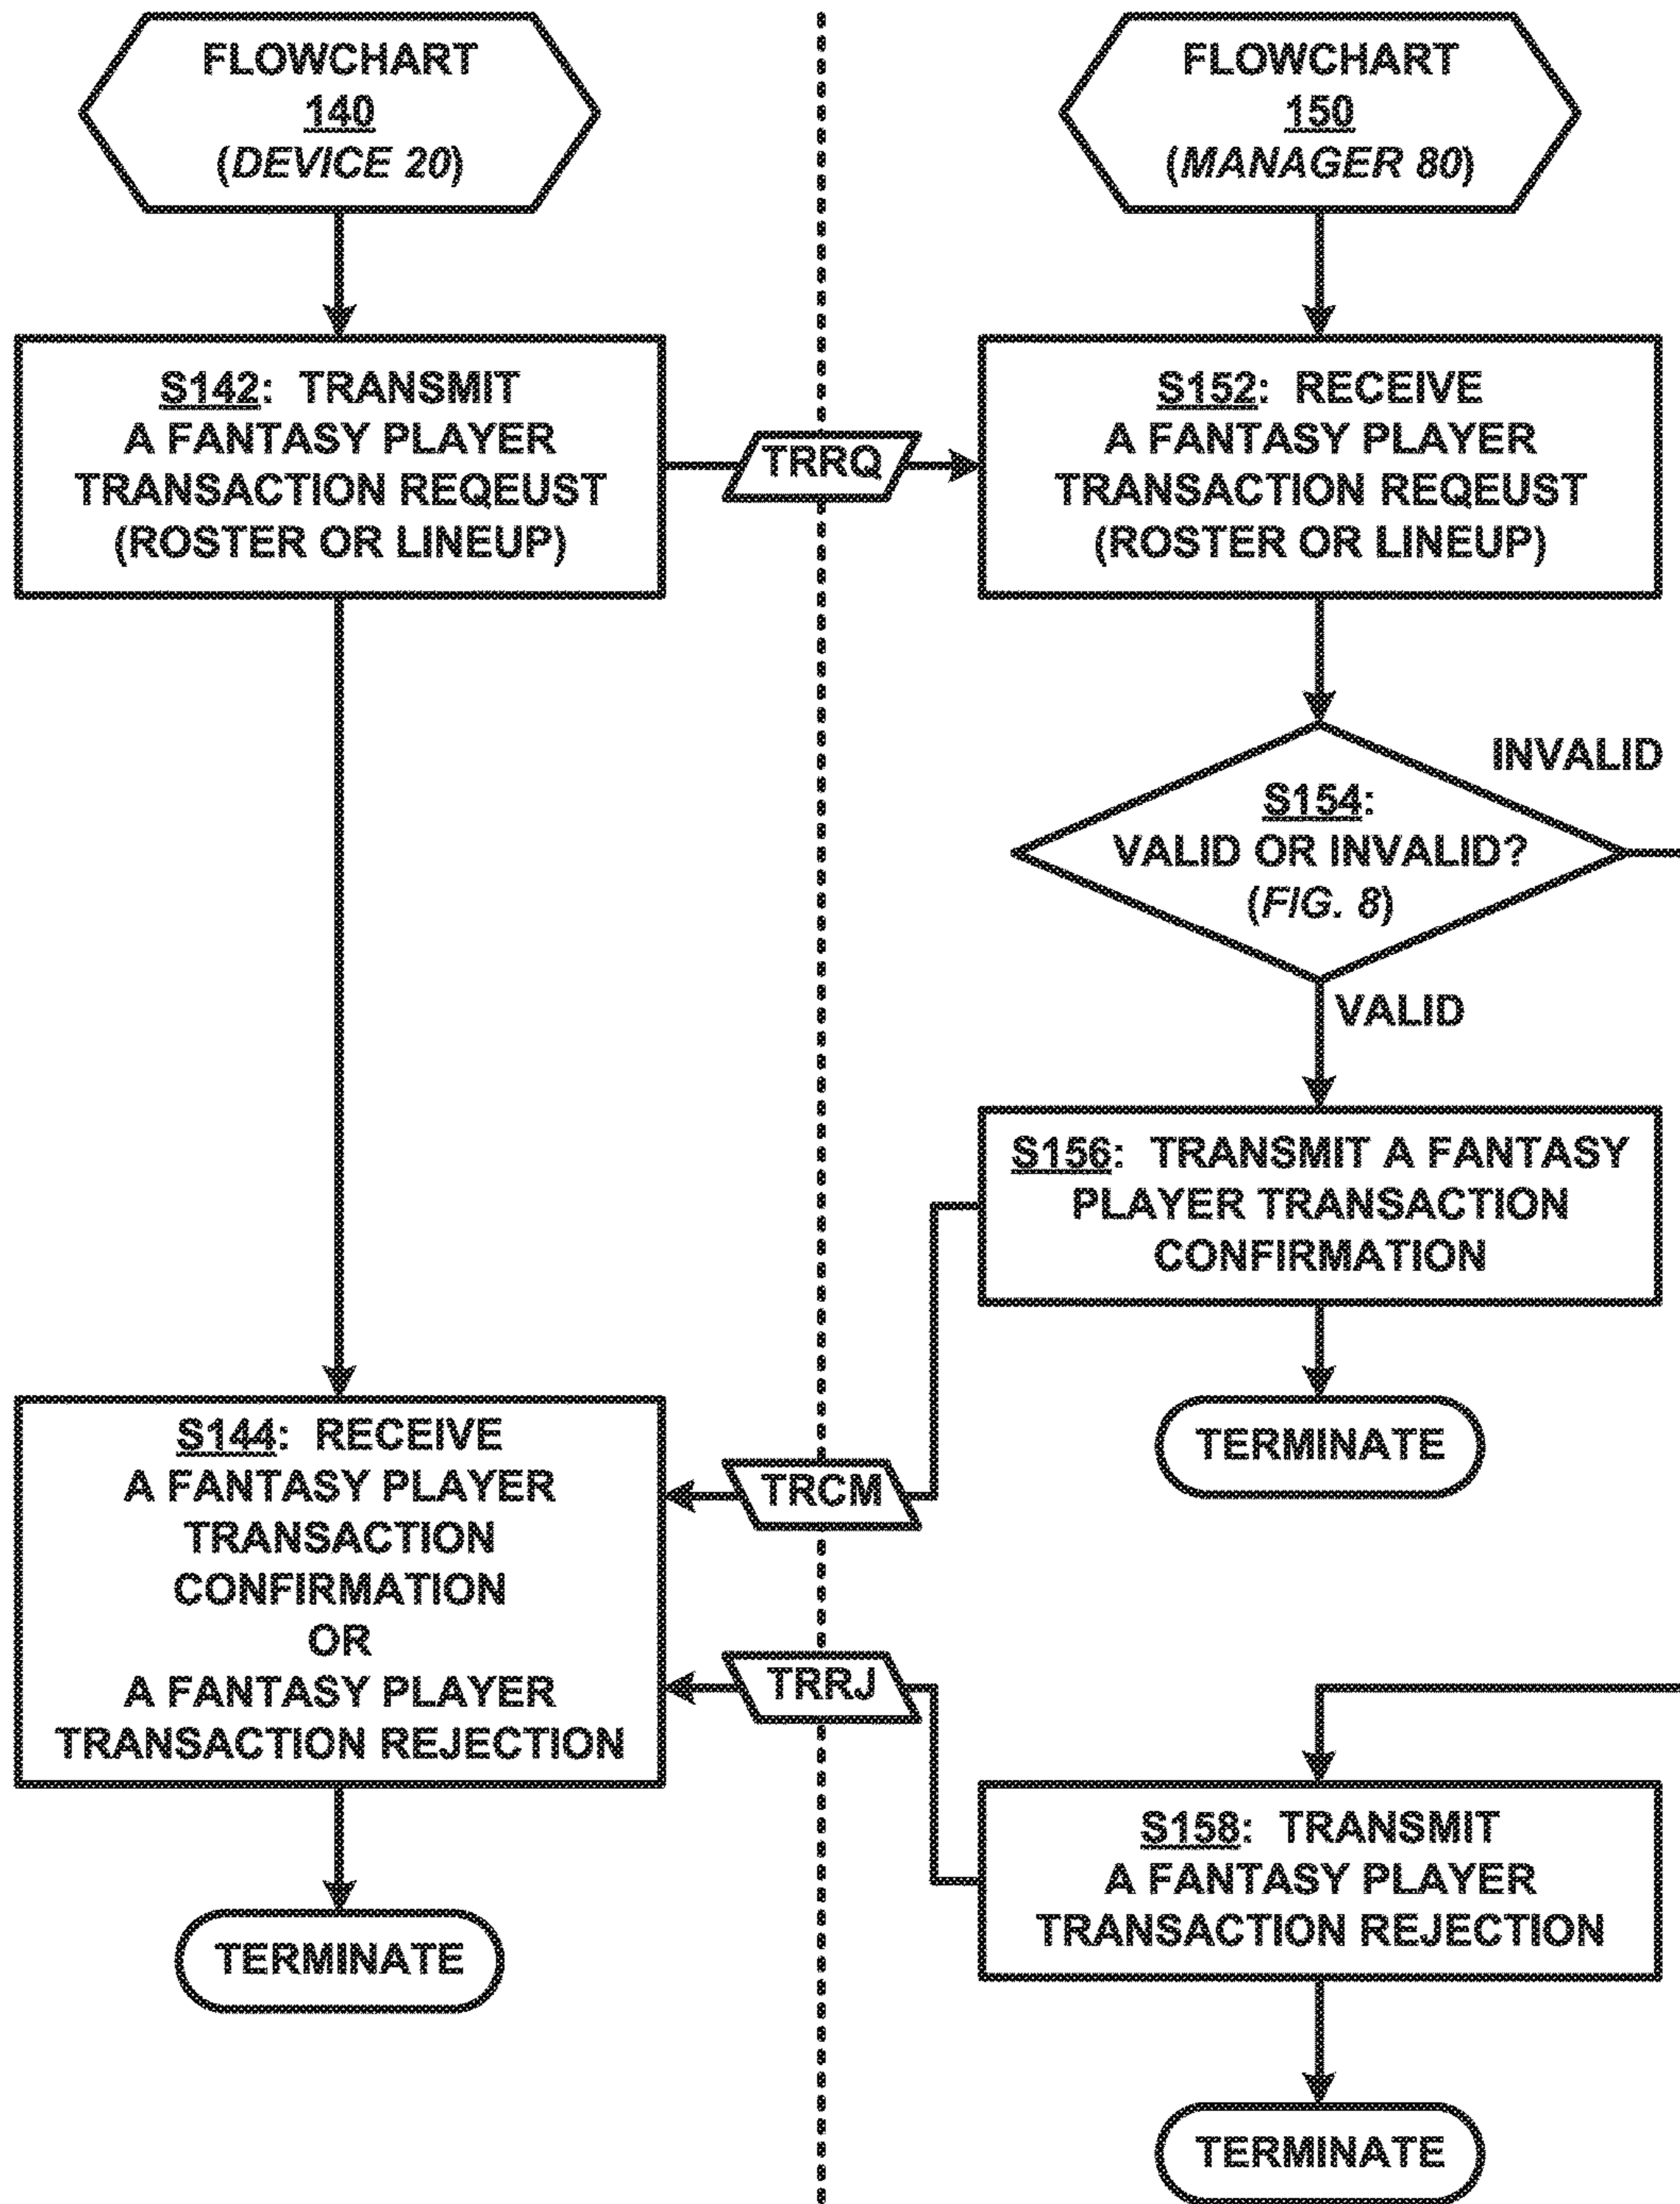 FLOWCHART
140
(DEVICE 20)
S142: TRANSMIT
A FANTASY PLAYER
TRANSACTION REQEUST
(ROSTER OR LINEUP)
TRRQ
FLOWCHART
150
(MANAGER 80)
S152: RECEIVE
A FANTASY PLAYER
TRANSACTION REQEUST
(ROSTER OR LINEUP)
S154:
VALID OR INVALID?
(FIG. 8)
INVALID
VALID
S156: TRANSMIT A FANTASY
PLAYER TRANSACTION
CONFIRMATION
TERMINATE
TRCM
TRRJ
S144: RECEIVE
A FANTASY PLAYER
TRANSACTION
CONFIRMATION
OR
A FANTASY PLAYER
TRANSACTION REJECTION
TERMINATE
S158: TRANSMIT
A FANTASY PLAYER
TRANSACTION REJECTION
TERMINATE